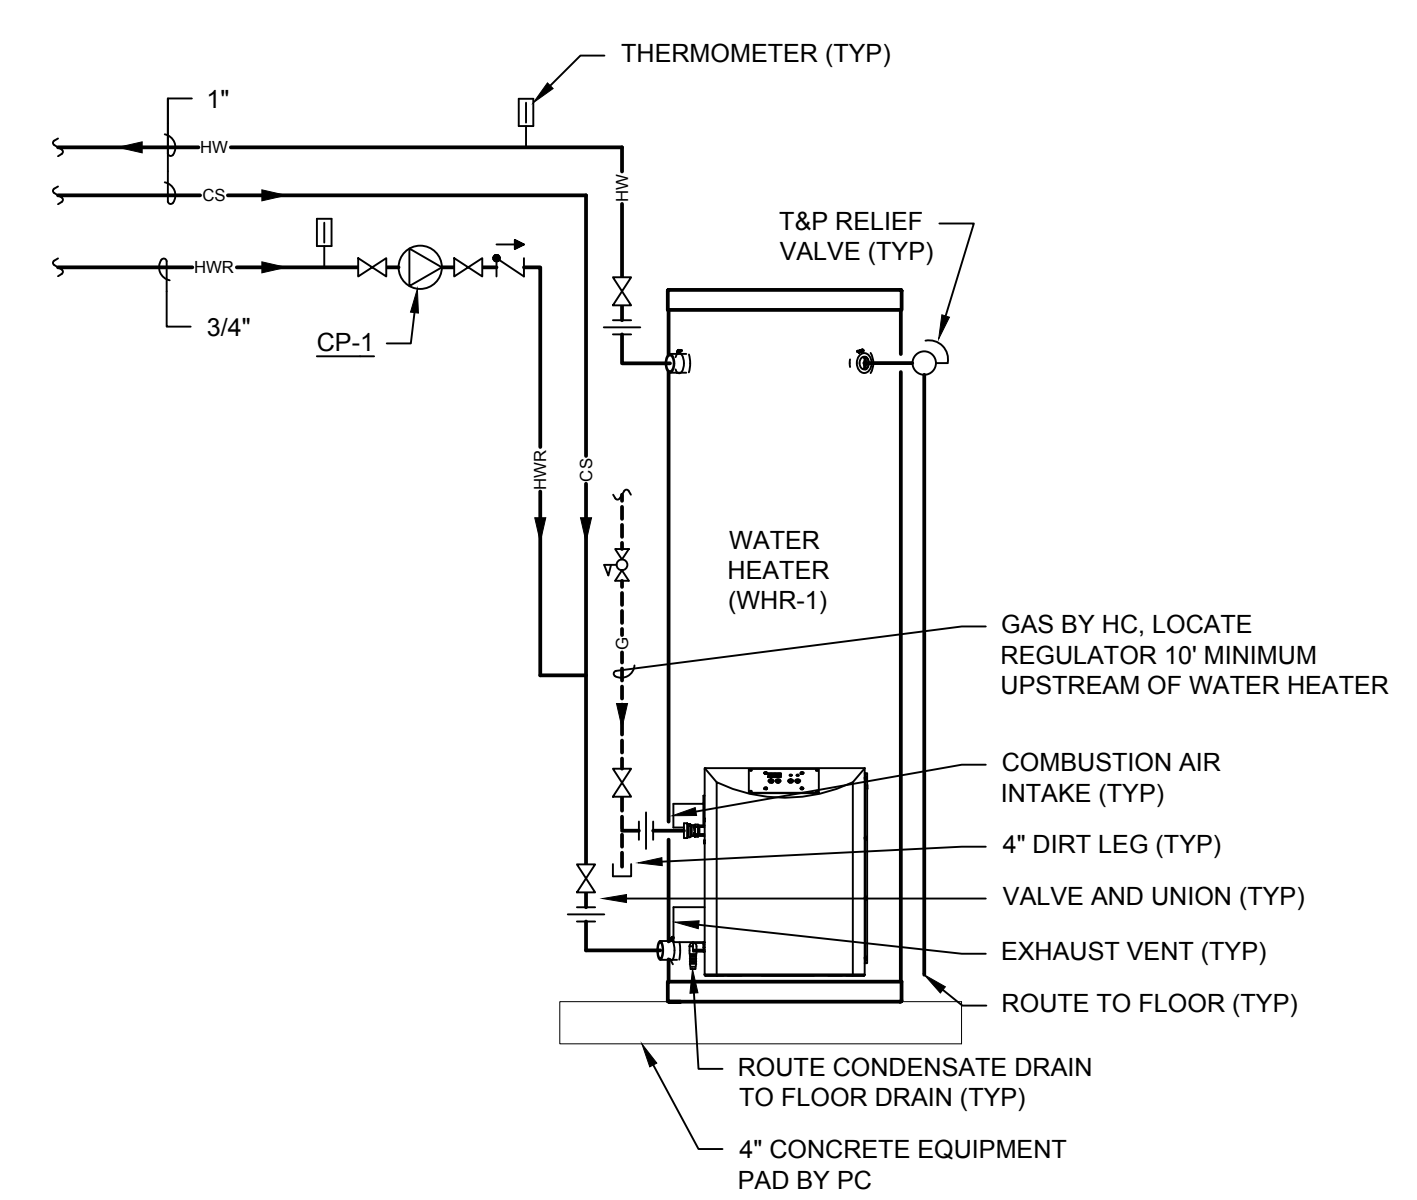 THERMOMETER (TYP)
1"
HW
HW
CS
T&P RELIEF
VALVE (TYP)
HWR
3/4"
CP-1
HWR
CS
WATER
HEATER
(WHR-1)
G
GAS BY HC, LOCATE
REGULATOR 10' MINIMUM
UPSTREAM OF WATER HEATER
COMBUSTION AIR
INTAKE (TYP)
4" DIRT LEG (TYP)
VALVE AND UNION (TYP)
EXHAUST VENT (TYP)
ROUTE TO FLOOR (TYP)
ROUTE CONDENSATE DRAIN
TO FLOOR DRAIN (TYP)
4" CONCRETE EQUIPMENT
PAD BY PC